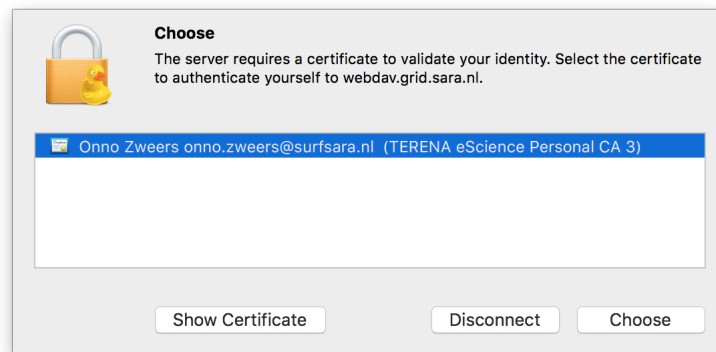 Choose
The server requires a certificate to validate your identity. Select the certificate
to authenticate yourself to webdav.grid.sara.nl.
Onno Zweers onno.zweers@surfsara.nl (TERENA eScience Personal CA 3)
Show Certificate
Disconnect
Choose